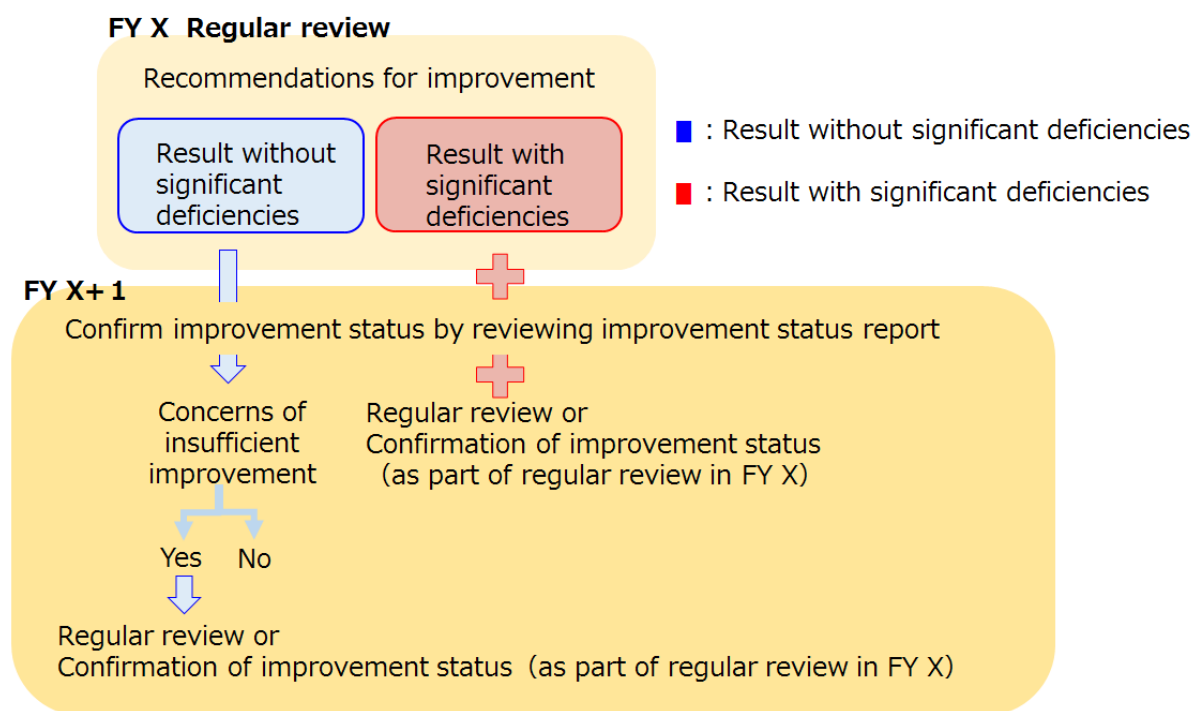 FY X  Regular review
Recommendations for improvement
Result without
significant
deficiencies
Result with
significant
deficiencies
: Result without significant deficiencies
: Result with significant deficiencies
FY X+1
Confirm improvement status by reviewing improvement status report
Concerns of
insufficient
improvement
Regular review or
Confirmation of improvement status
（as part of regular review in FY X）
Yes
No
Regular review or
Confirmation of improvement status（as part of regular review in FY X）